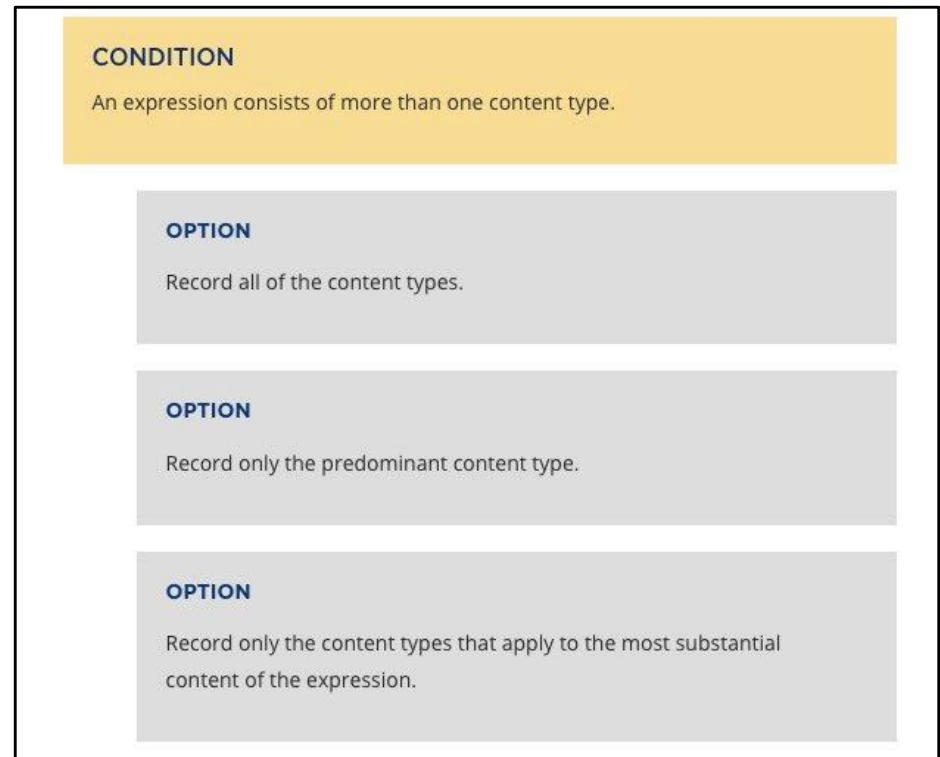 CONDITION
An expression consists of more than one content type.
OPTION
Record all of the content types.
OPTION
Record only the predominant content type.
OPTION
Record only the content types that apply to the most substantial
content of the expression.